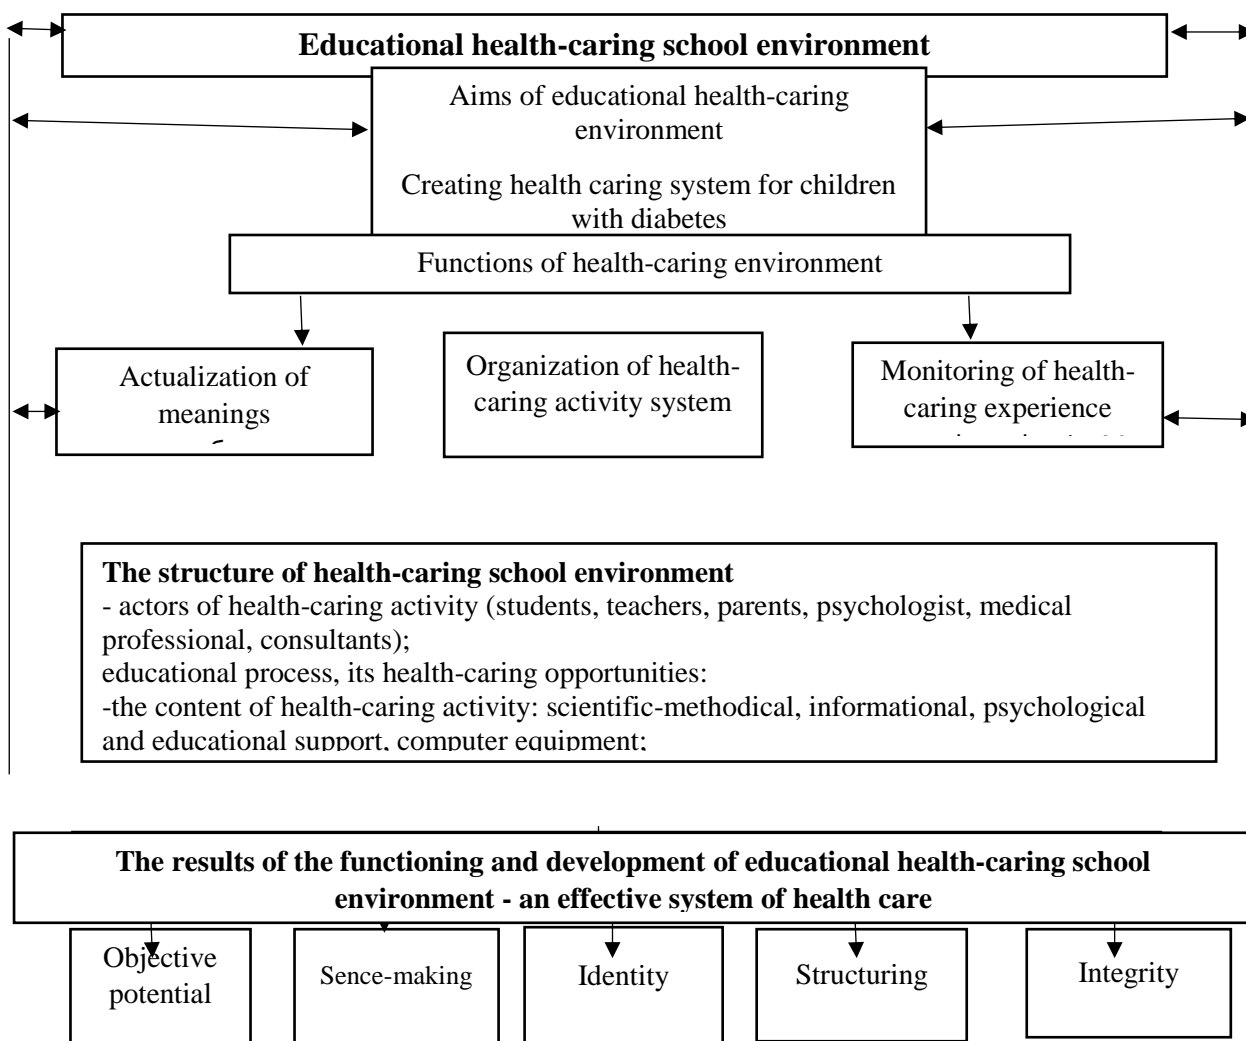 Educational health-caring school environment
Aims of educational health-caring
environment
Creating health caring system for children
with diabetes
Functions of health-caring environment
Actualization of
meanings
Organization of health-
caring activity system
Monitoring of health-
caring experience
The structure of health-caring school environment
- actors of health-caring activity (students, teachers, parents, psychologist, medical
professional, consultants);
educational process, its health-caring opportunities:
-the content of health-caring activity: scientific-methodical, informational, psychological
and educational support, computer equipment;
The results of the functioning and development of educational health-caring school
environment - an effective system of health care
Objective
potential
Sence-making
Identity
Structuring
Integrity